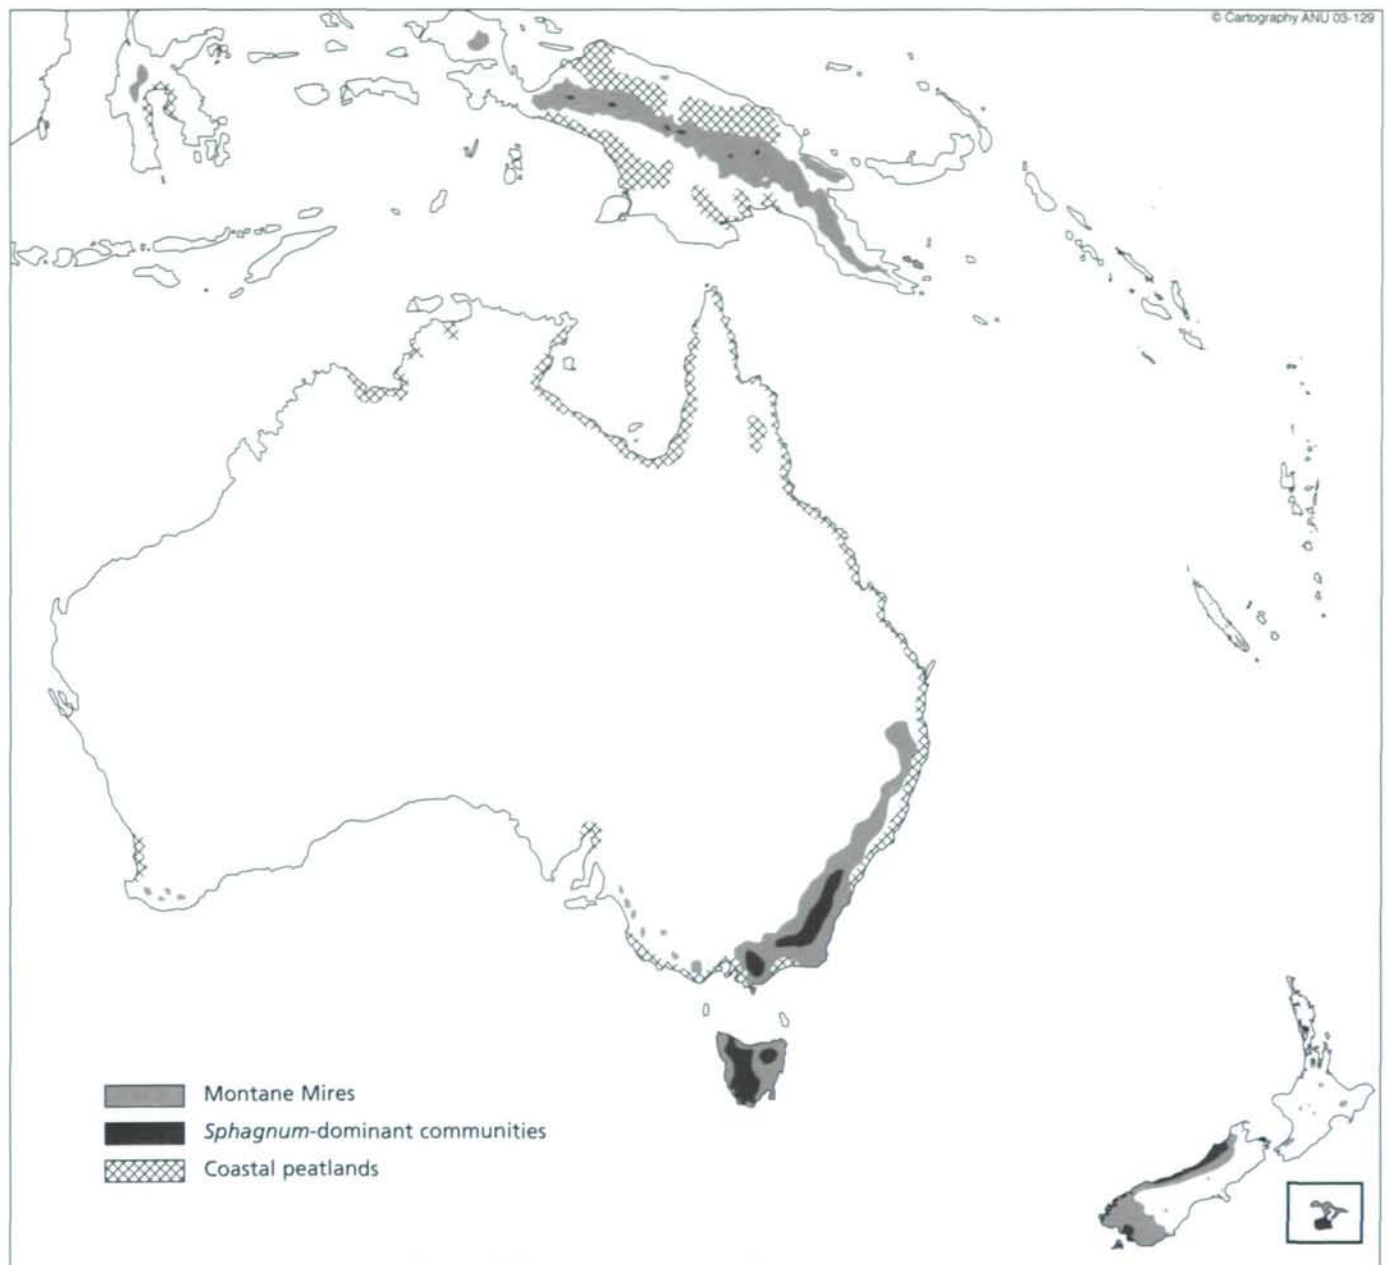 © Cartography ANU 03-129
Montane Mires
Sphagnum-dominant communities
Coastal peatlands